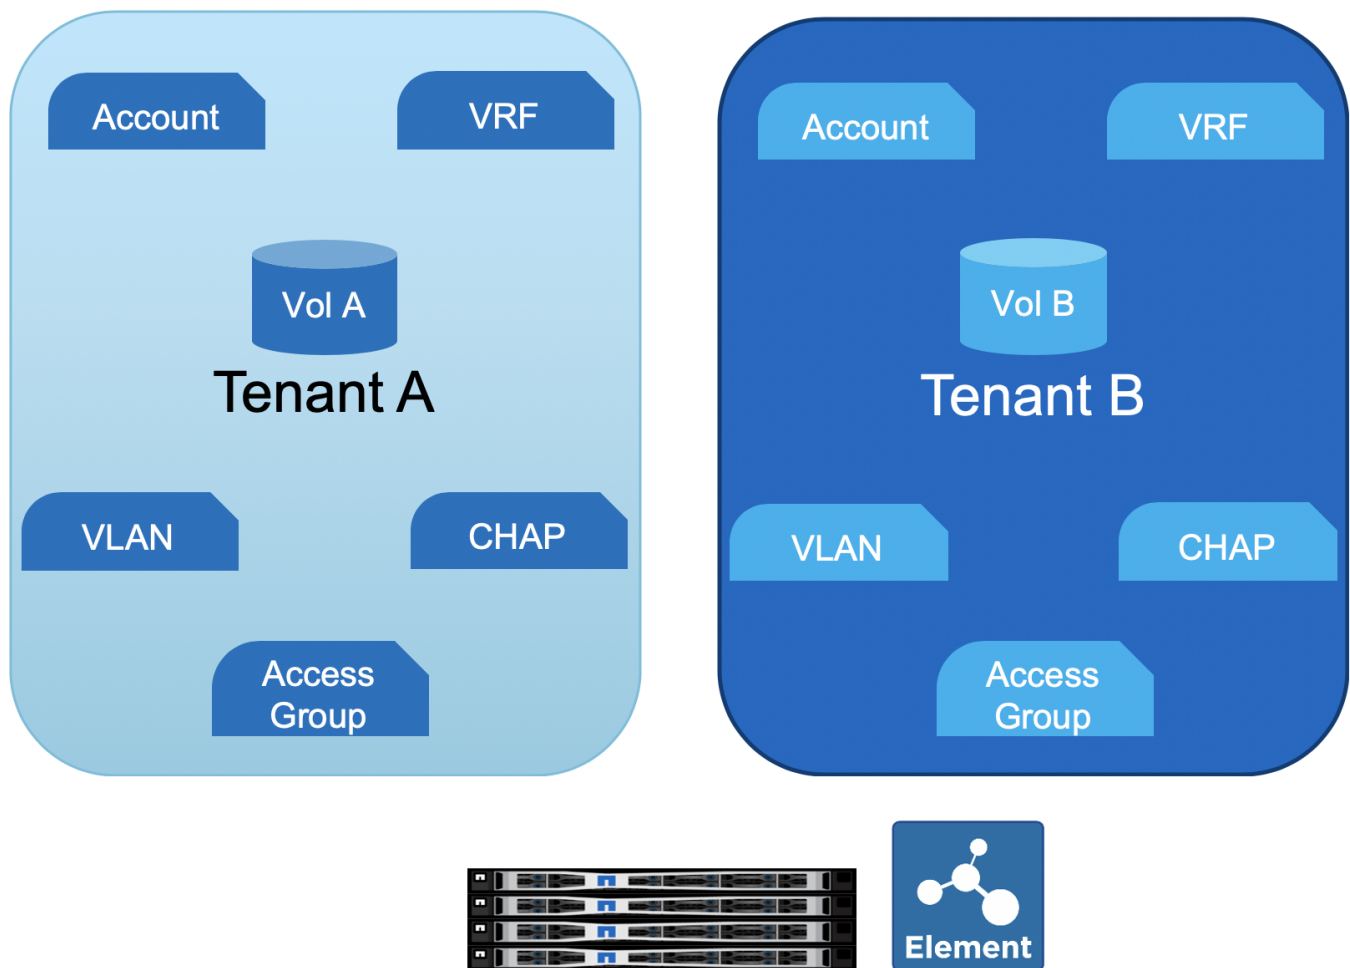 Account
VRF
Vol A
Tenant A
VLAN
CHAP
Access
Group
Account
VRF
Vol B
Tenant B
VLAN
CHAP
Access
Group
Element